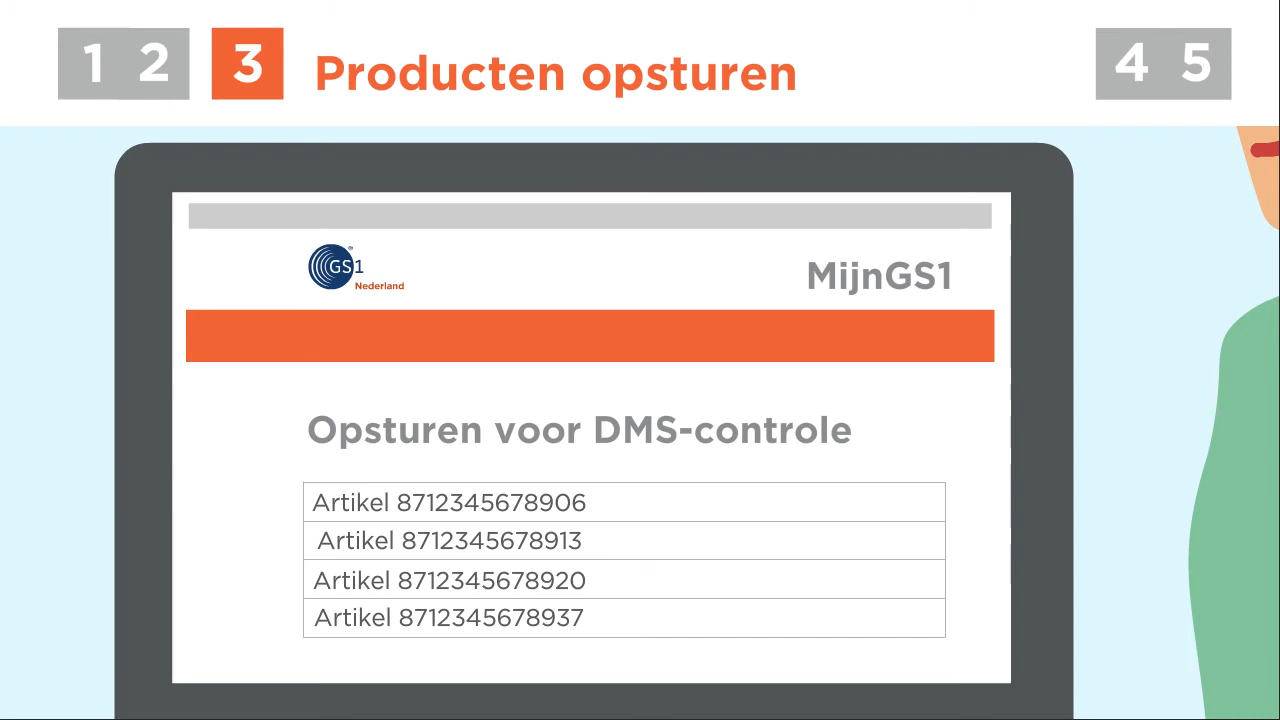 1 2 3 Producten opsturen 4 5
GS1 Nederland
MijnGS1
Opsturen voor DMS-controle
Artikel 8712345678906
Artikel 8712345678913
Artikel 8712345678920
Artikel 8712345678937